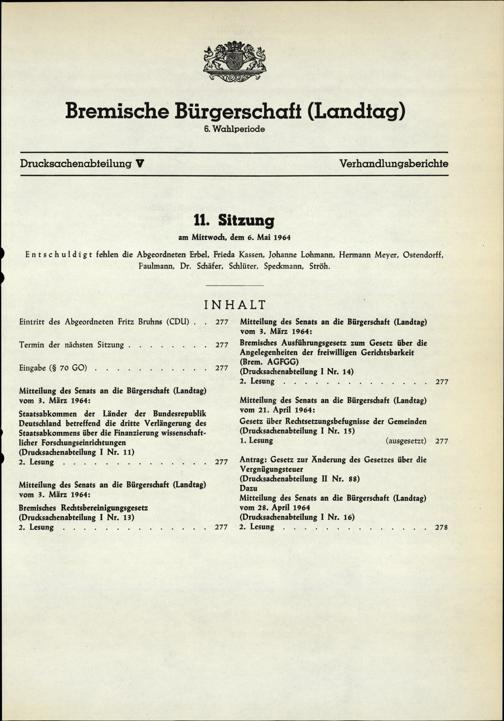 Bremische Bürgerschaft (Landtag)
6. Wahlperiode
Drucksachenabteilung V
Verhandlungsberichte
11. Sitzung
am Mittwoch, dem 6. Mai 1964
Entschuldigt fehlen die Abgeordneten Erbel, Frieda Kassen, Johanne Lohmann, Hermann Meyer, Ostendorff,
Paulmann, Dr. Schäfer, Schlüter, Speckmann, Ströh.
INHALT
Eintritt des Abgeordneten Fritz Bruhns (CDU) . . 277
Termin der nächsten Sitzung . . . . . . . . 277
Eingabe (§ 70 GO) . . . . . . . . . . . 277
Mitteilung des Senats an die Bürgerschaft (Landtag)
vom 3. März 1964:
Staatsabkommen der Länder der Bundesrepublik
Deutschland betreffend die dritte Verlängerung des
Staatsabkommens über die Finanzierung wissenschaft-
licher Forschungseinrichtungen
(Drucksachenabteilung I Nr. 11)
2. Lesung . . . . . . . . . . . . . 277
Mitteilung des Senats an die Bürgerschaft (Landtag)
vom 3. März 1964:
Bremisches Rechtsbereinigungsgesetz
(Drucksachenabteilung I Nr. 13)
2. Lesung . . . . . . . . . . . . . 277
Mitteilung des Senats an die Bürgerschaft (Landtag)
vom 3. März 1964:
Bremisches Ausführungsgesetz zum Gesetz über die
Angelegenheiten der freiwilligen Gerichtsbarkeit
(Brem. AGFGG)
(Drucksachenabteilung I Nr. 14)
2. Lesung . . . . . . . . . . . . . 277
Mitteilung des Senats an die Bürgerschaft (Landtag)
vom 21. April 1964:
Gesetz über Rechtsetzungsbefugnisse der Gemeinden
(Drucksachenabteilung I Nr. 15)
1. Lesung (ausgesetzt) 277
Antrag: Gesetz zur Änderung des Gesetzes über die
Vergnügungsteuer
(Drucksachenabteilung II Nr. 88)
Dazu
Mitteilung des Senats an die Bürgerschaft (Landtag)
vom 28. April 1964
(Drucksachenabteilung I Nr. 16)
2. Lesung . . . . . . . . . . . . . 278